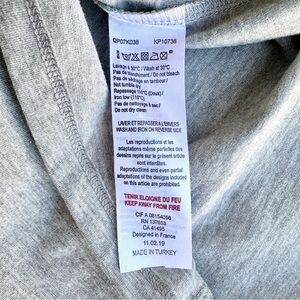 QP07K038 KP10738
Lavage à 30°C / Wash at 30°C
Pas de blanchiment / Do not bleach
Pas de séchage en tambour
Not tumble dry
Repassage 110°C (Doux)
Iron low (110°C)
Pas de nettoyage à sec
Do not dry clean
LAVER ET REPASSER A L'ENVERS
WASH AND IRON ON REVERSE SIDE
Les reproductions et les
adaptations même partielles des
dessins repris sur le présent article
sont interdites.
Reproductions and even partial
adaptations of the designs included
on this article are prohibited.
TENIR ELOIGNE DU FEU
KEEP AWAY FROM FIRE
CIF A 08154056
RN 137653
CA 41495
Designed in France
11.02.19
MADE IN TURKEY